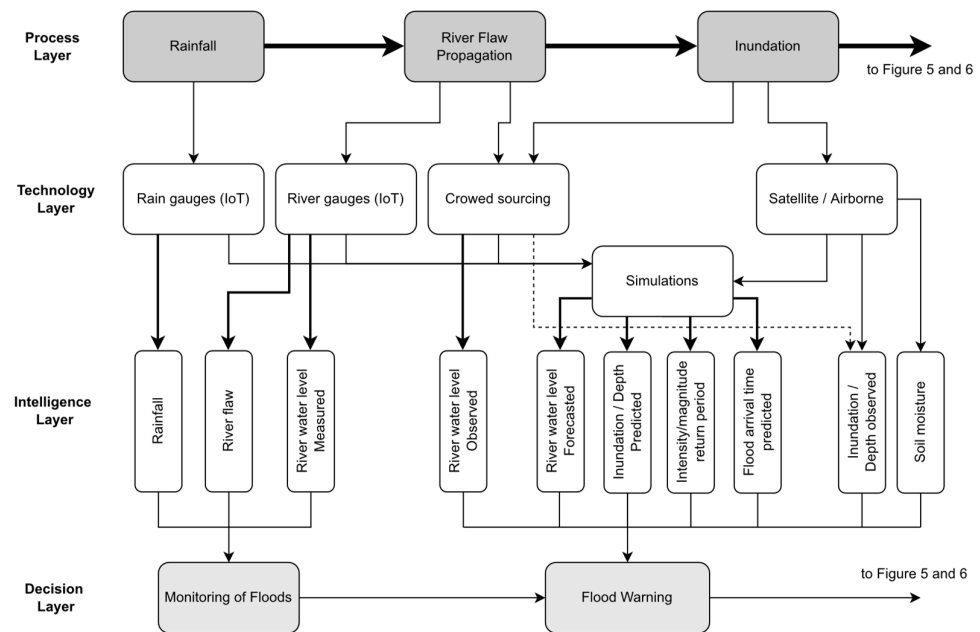 Process
Layer
Rainfall
River Flaw
Propagation
Inundation
to Figure 5 and 6
Technology
Layer
Rain gauges (IoT)
River gauges (IoT)
Crowed sourcing
Satellite / Airborne
Simulations
Intelligence
Layer
Rainfall
River flaw
River water level
Measured
River water level
Observed
River water level
Forecasted
Inundation / Depth
Predicted
Intensity/magnitude
return period
Flood arrival time
predicted
Inundation /
Depth observed
Soil moisture
Decision
Layer
Monitoring of Floods
Flood Warning
to Figure 5 and 6